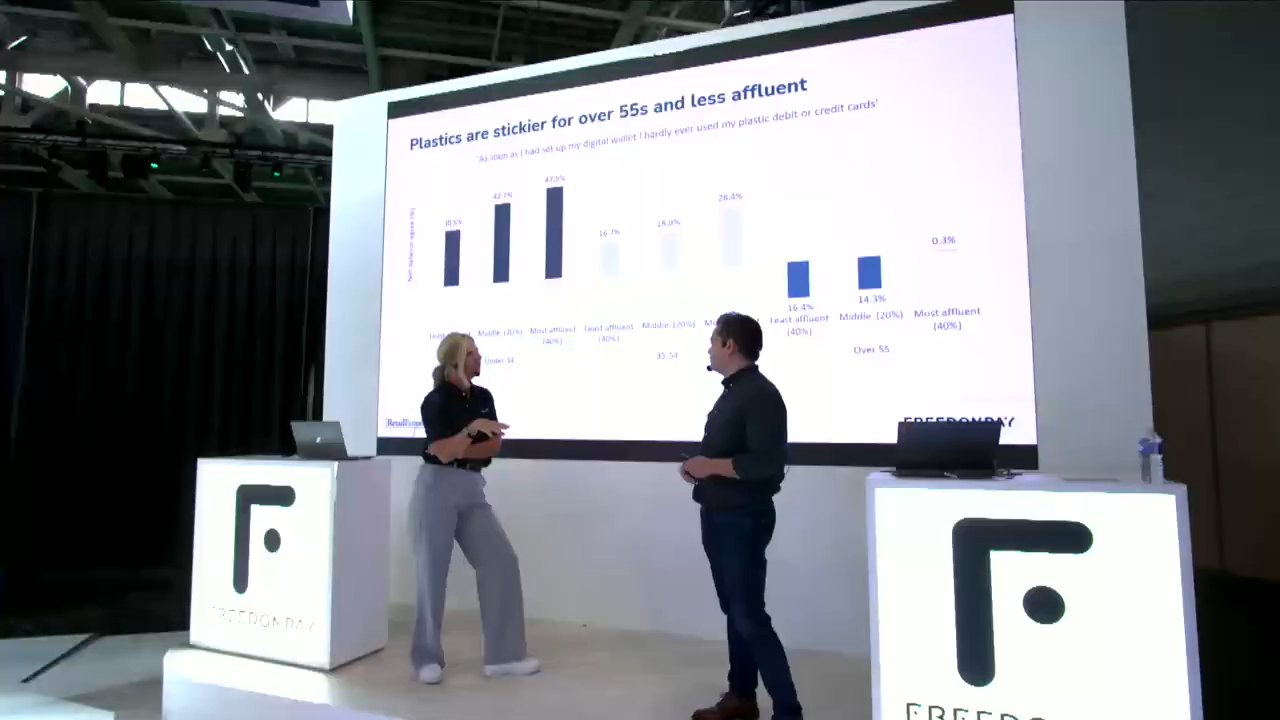 Plastics are stickier for over 55s and less affluent
'As soon as I had set up my digital wallet I hardly ever used my plastic debit or credit cards'
30.5%
42.1%
47.5%
16.7%
18.0%
28.4%
16.4%
14.3%
0.3%
Least Middle (20%) Most affluent (40%) Least affluent (40%) Middle (20%) Least affluent (40%) Middle (20%) Most affluent (40%)
Under 34
35-54
Over 55
FREEDOMPAY
FREEDOMPAY